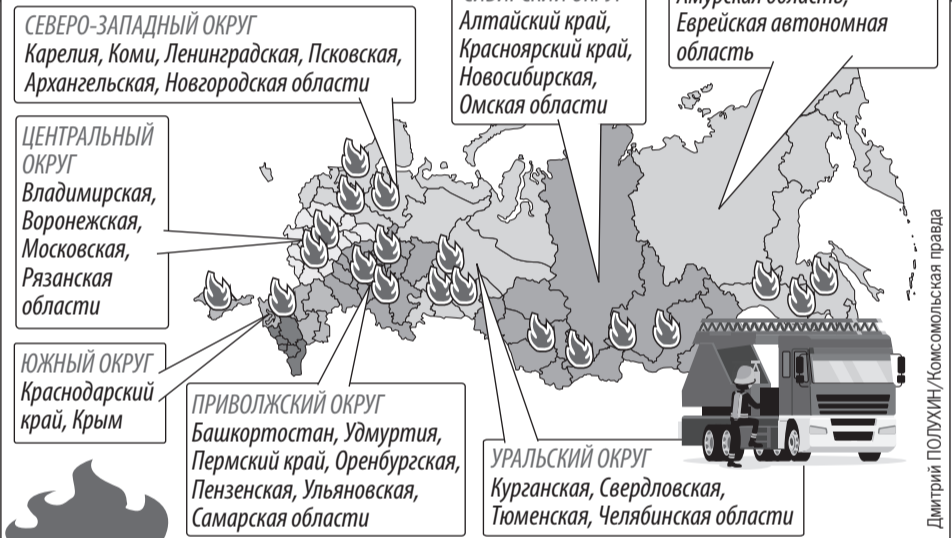 СЕВЕРО-ЗАПАДНЫЙ ОКРУГ
Карелия, Коми, Ленинградская, Псковская,
Архангельская, Новгородская области
ЦЕНТРАЛЬНЫЙ
ОКРУГ
Владимирская,
Воронежская,
Московская,
Рязанская
области
ЮЖНЫЙ ОКРУГ
Краснодарский
край, Крым
ПРИВОЛЖСКИЙ ОКРУГ
Башкортостан, Удмуртия,
Пермский край, Оренбургская,
Пензенская, Ульяновская,
Самарская области
УРАЛЬСКИЙ ОКРУГ
Курганская, Свердловская,
Тюменская, Челябинская области
Алтайский край,
Красноярский край,
Новосибирская,
Омская области
Амурская область,
Еврейская автономная
область
Дмитрий ПОЛУХИН/Комсомольская правда